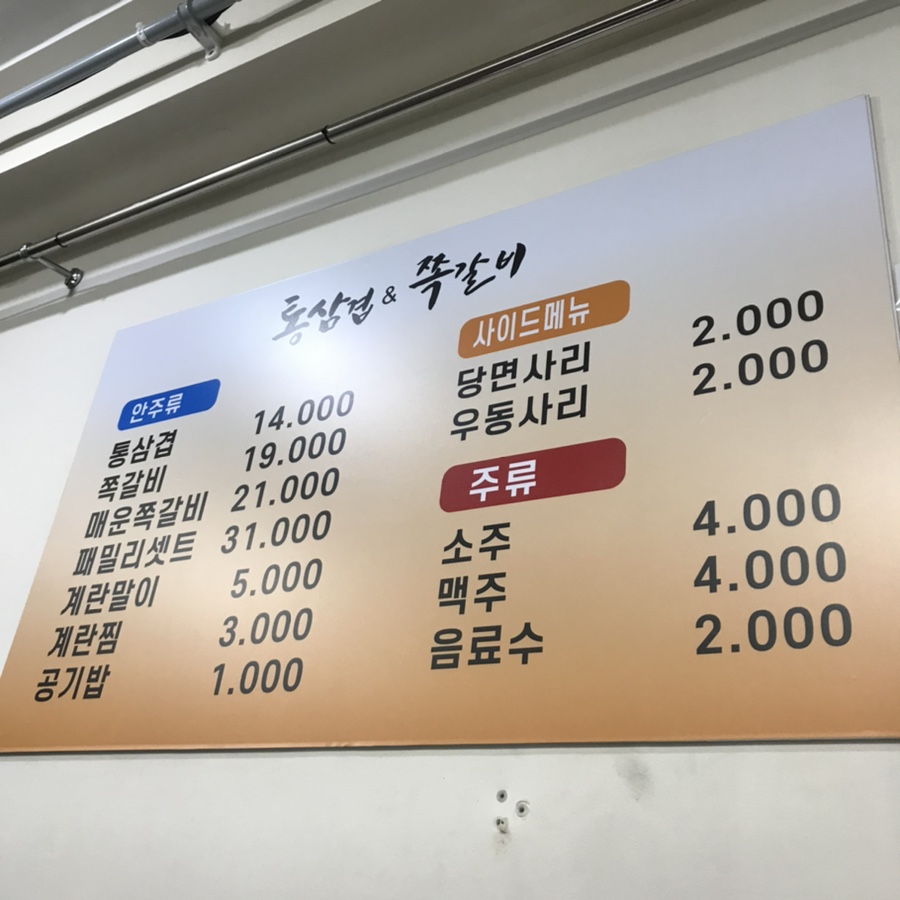 통삼겹 & 쪽갈비
안주류
통삼겹 14.000
쪽갈비 19.000
매운쪽갈비 21.000
패밀리셋트 31.000
계란말이 5.000
계란찜 3.000
공기밥 1.000
사이드메뉴
당면사리 2.000
우동사리 2.000
주류
소주 4.000
맥주 4.000
음료수 2.000